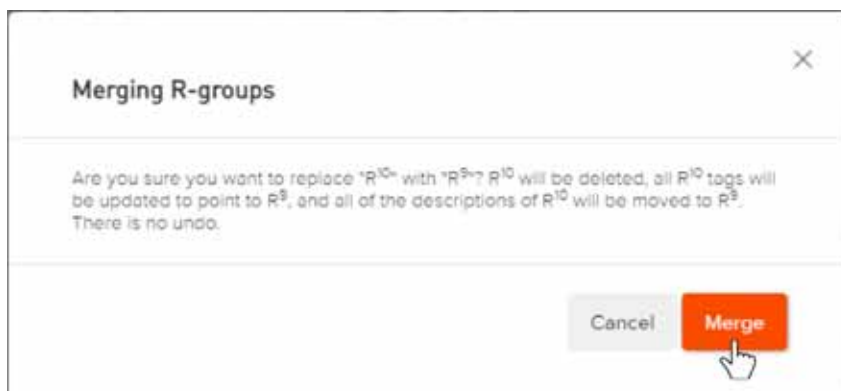 Merging R-groups
Are you sure you want to replace "R¹⁰" with "R⁹"? R¹⁰ will be deleted, all R¹⁰ tags will
be updated to point to R⁹, and all of the descriptions of R¹⁰ will be moved to R⁹.
There is no undo.
Cancel
Merge